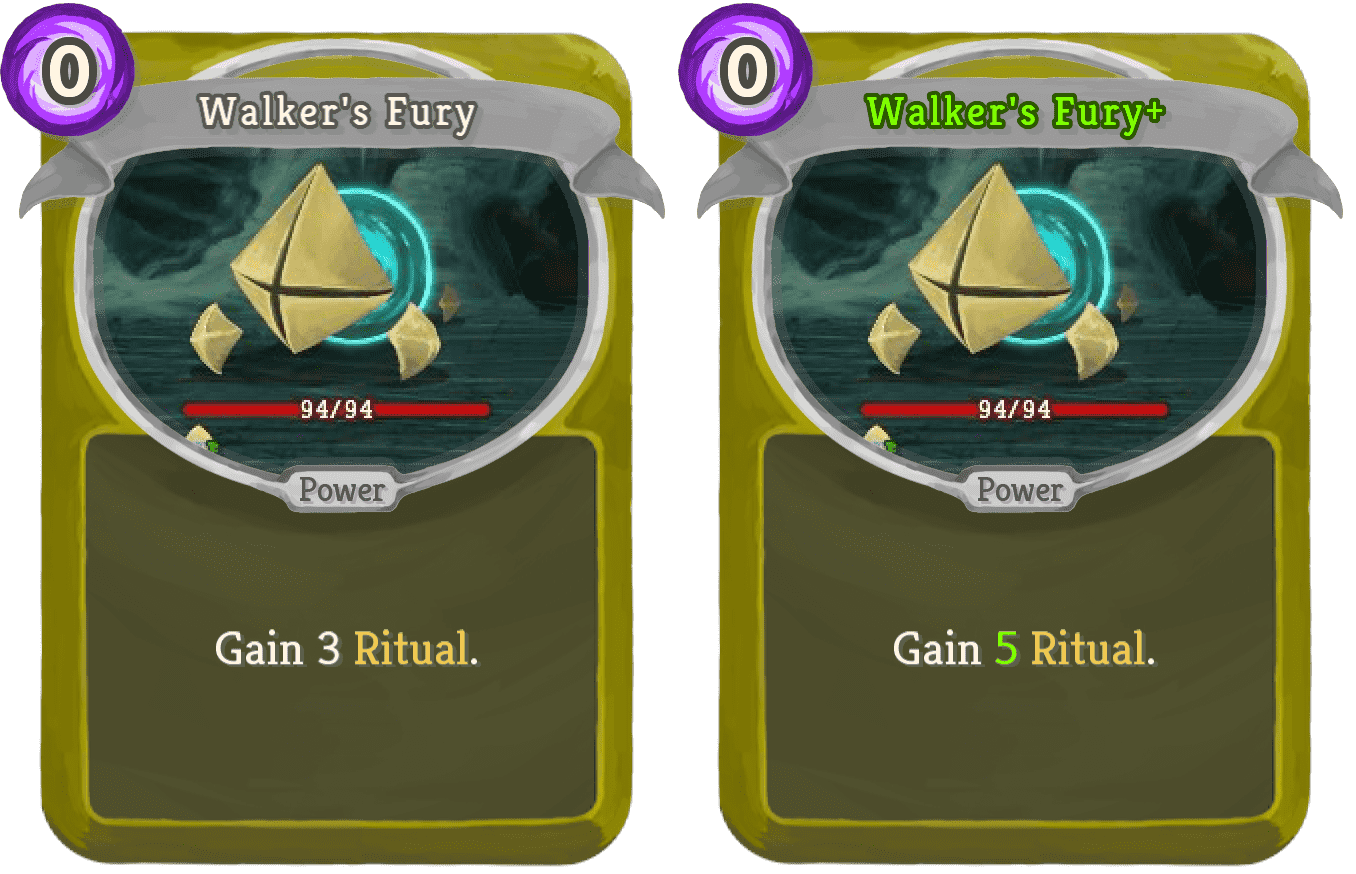 0
Walker's Fury
94/94
Power
Gain 3 Ritual.
0
Walker's Fury+
94/94
Power
Gain 5 Ritual.